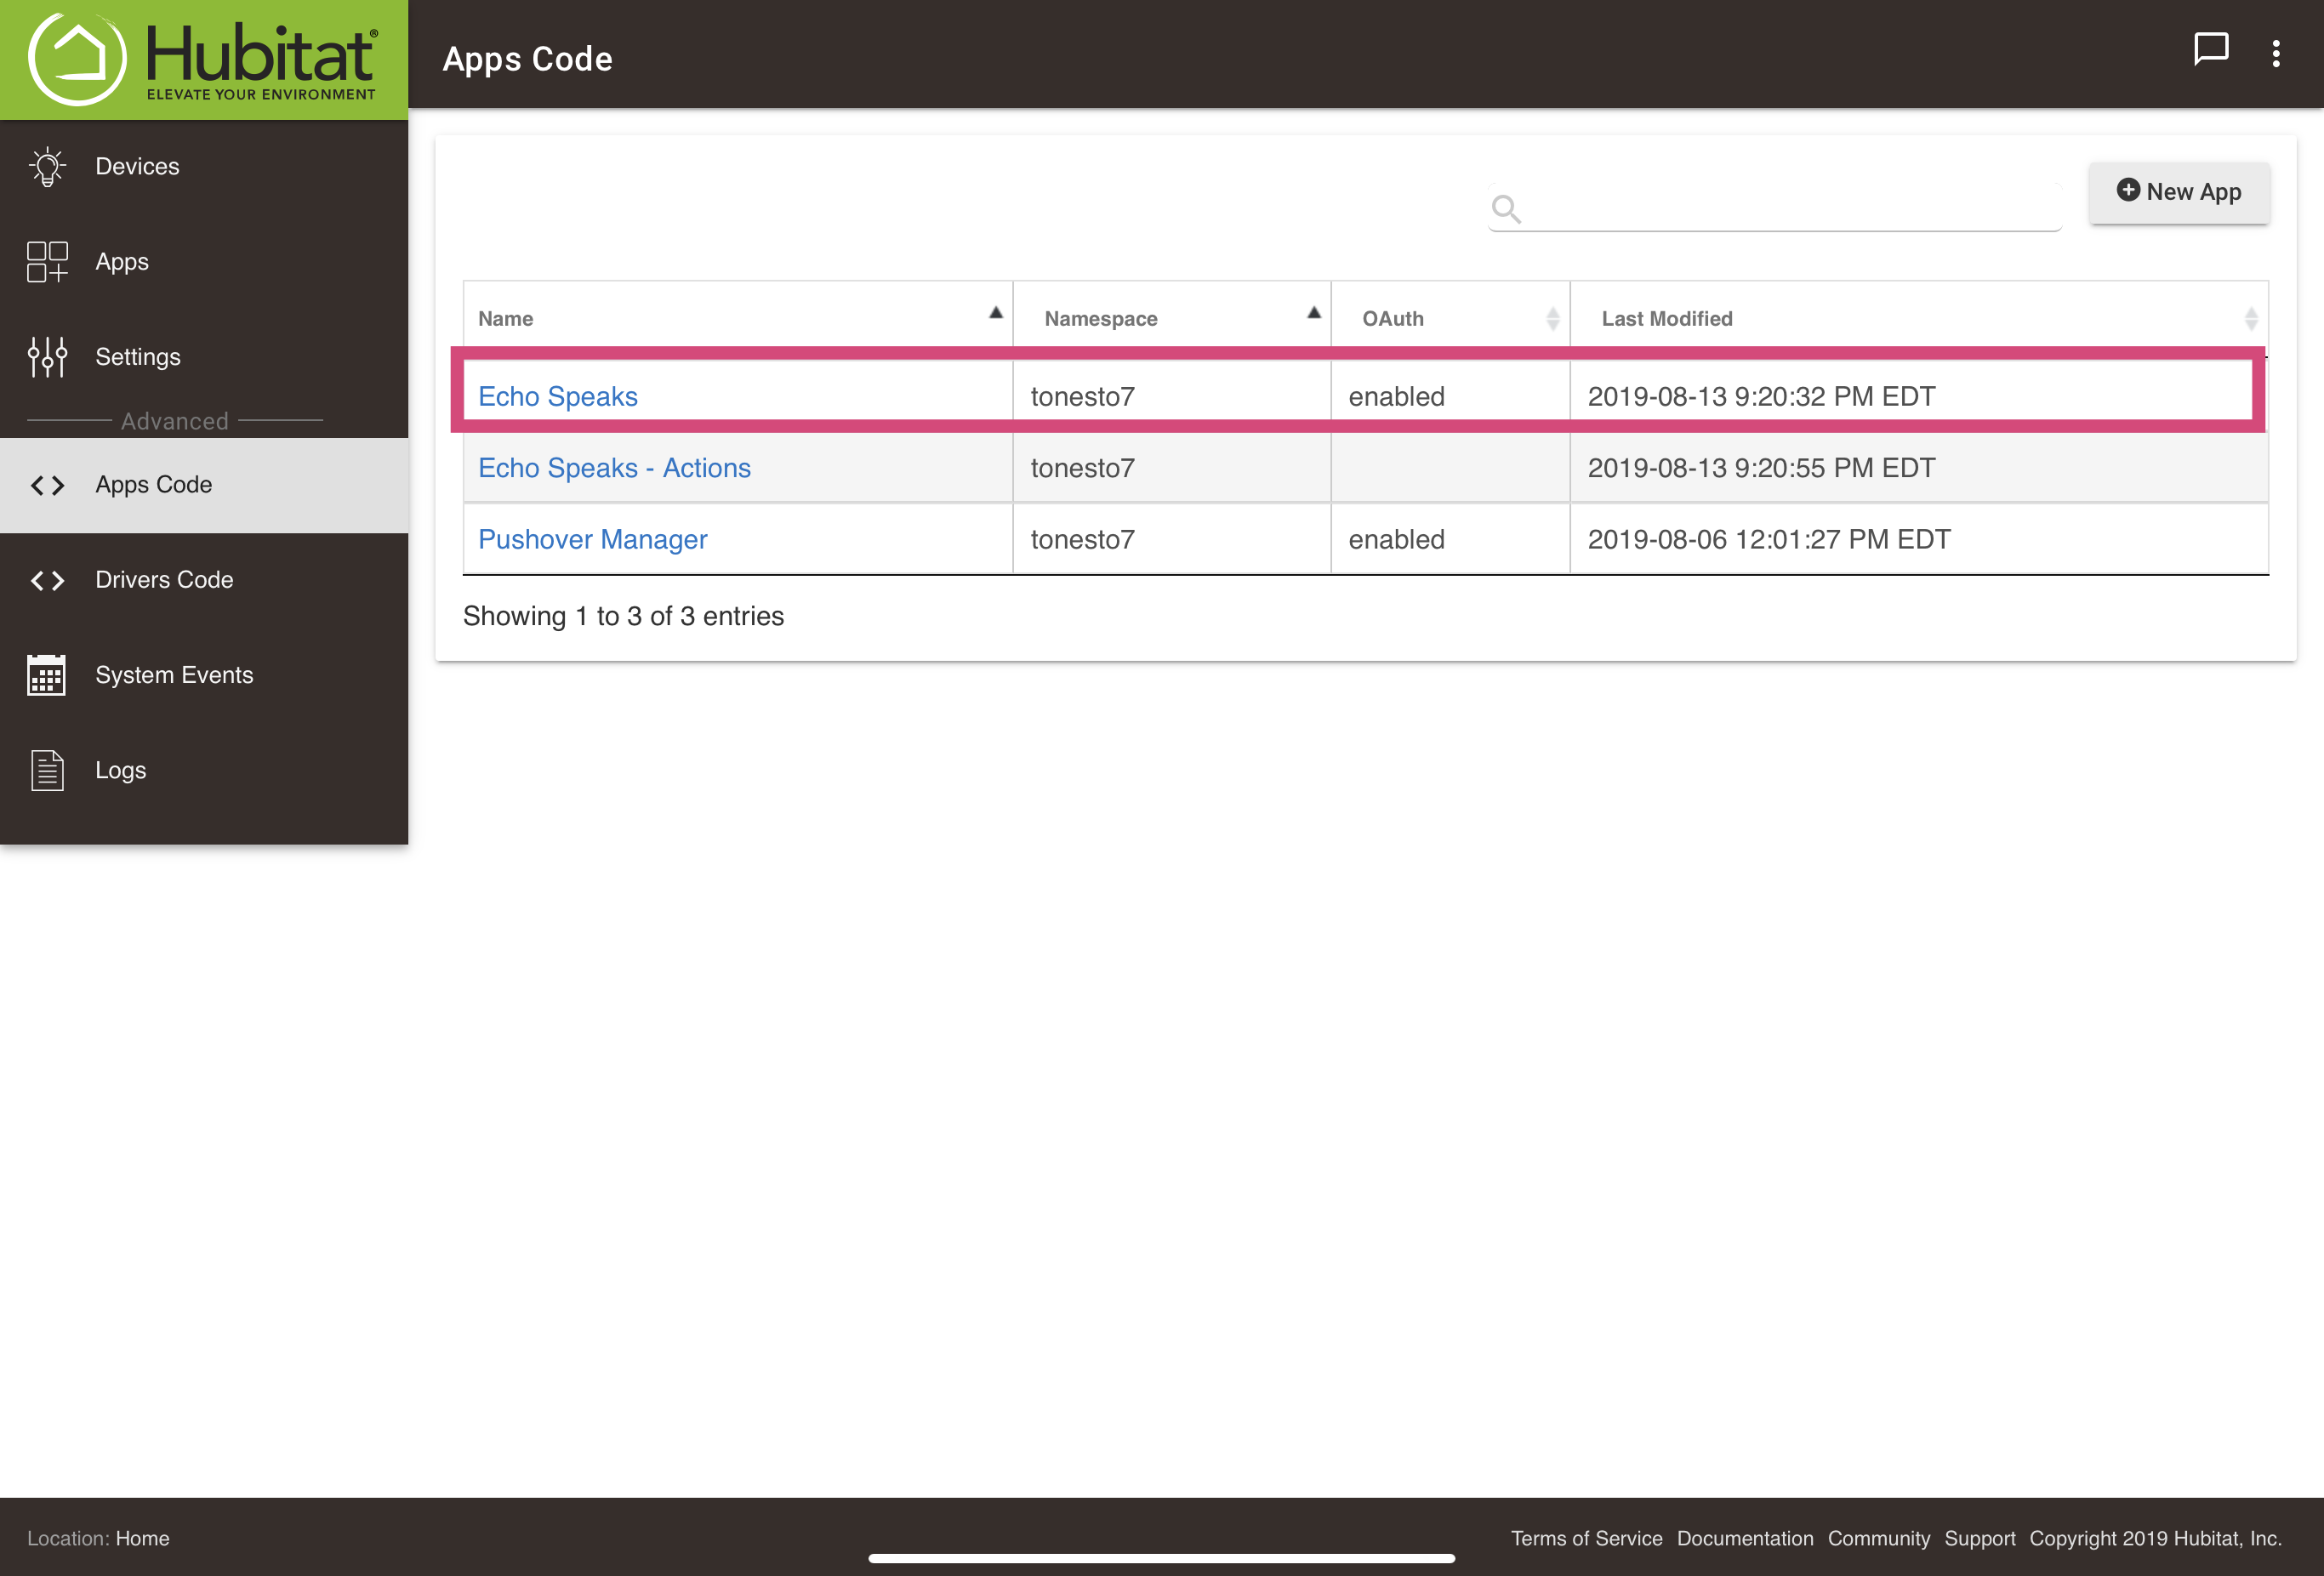 Hubitat®
ELEVATE YOUR ENVIRONMENT
Apps Code
Devices
Apps
Settings
Advanced
Apps Code
Drivers Code
System Events
Logs
New App
Name Namespace OAuth Last Modified
Echo Speaks tonesto7 enabled 2019-08-13 9:20:32 PM EDT
Echo Speaks - Actions tonesto7 2019-08-13 9:20:55 PM EDT
Pushover Manager tonesto7 enabled 2019-08-06 12:01:27 PM EDT
Showing 1 to 3 of 3 entries
Location: Home
Terms of Service Documentation Community Support Copyright 2019 Hubitat, Inc.